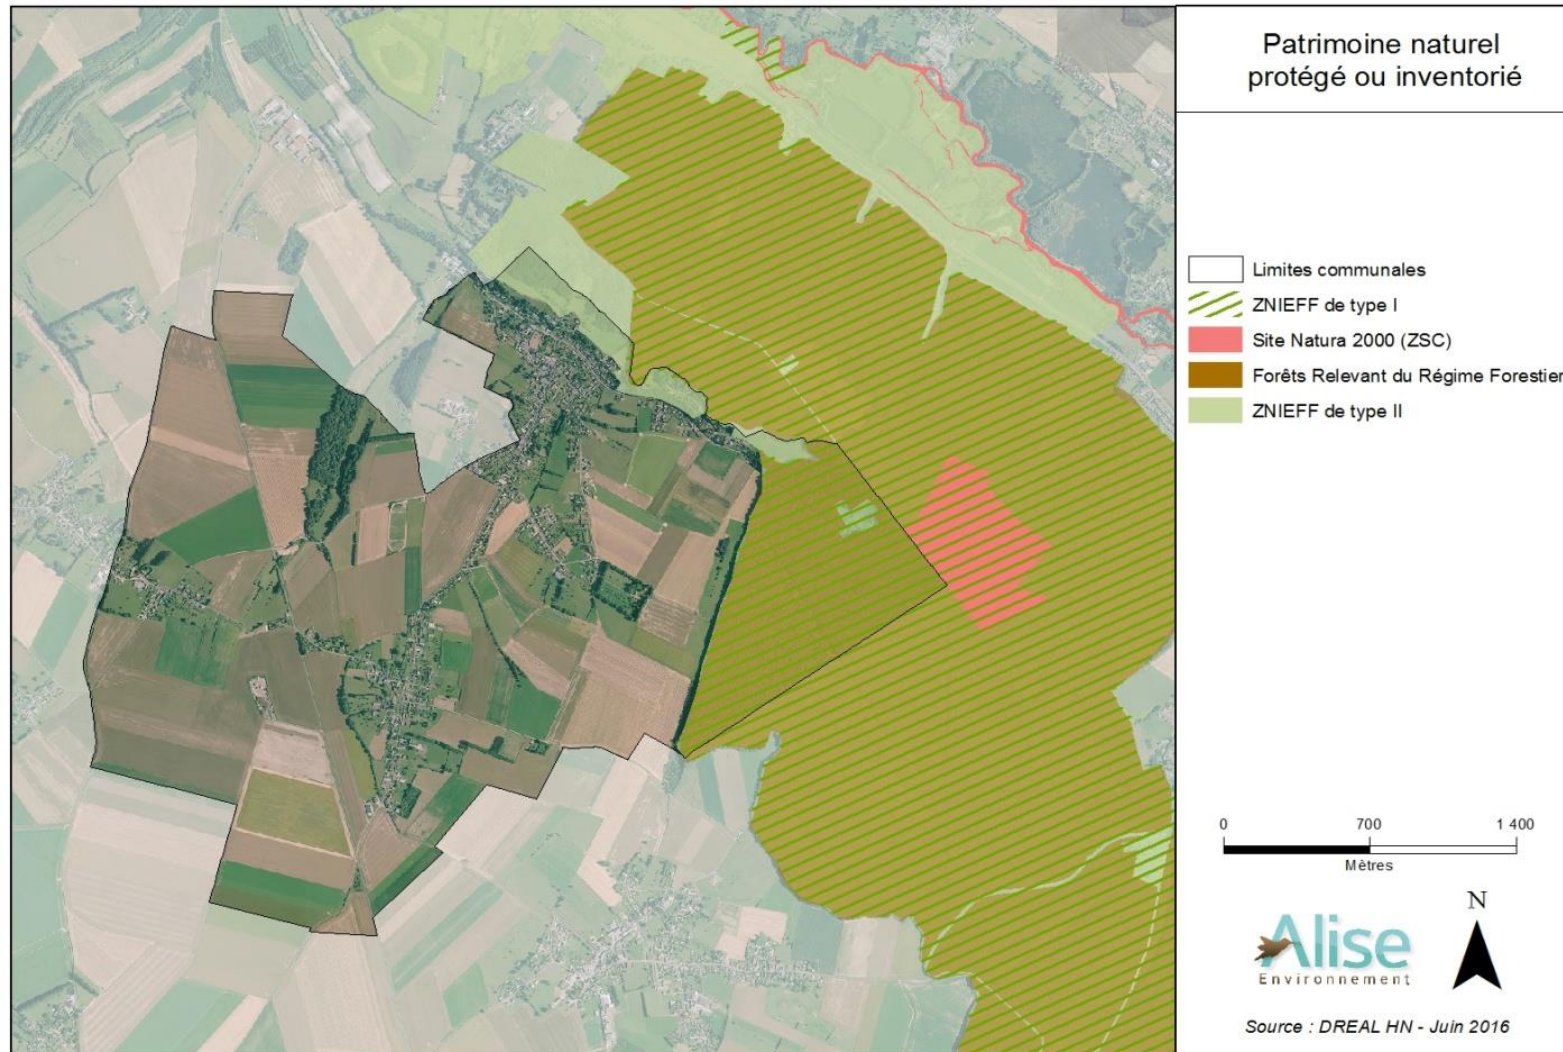 Patrimoine naturel
protégé ou inventorié
Limites communales
ZNIEFF de type I
Site Natura 2000 (ZSC)
Forêts Relevant du Régime Forestier
ZNIEFF de type II
0 700 1 400
Mètres
N
Alise
Environnement
Source : DREAL HN - Juin 2016